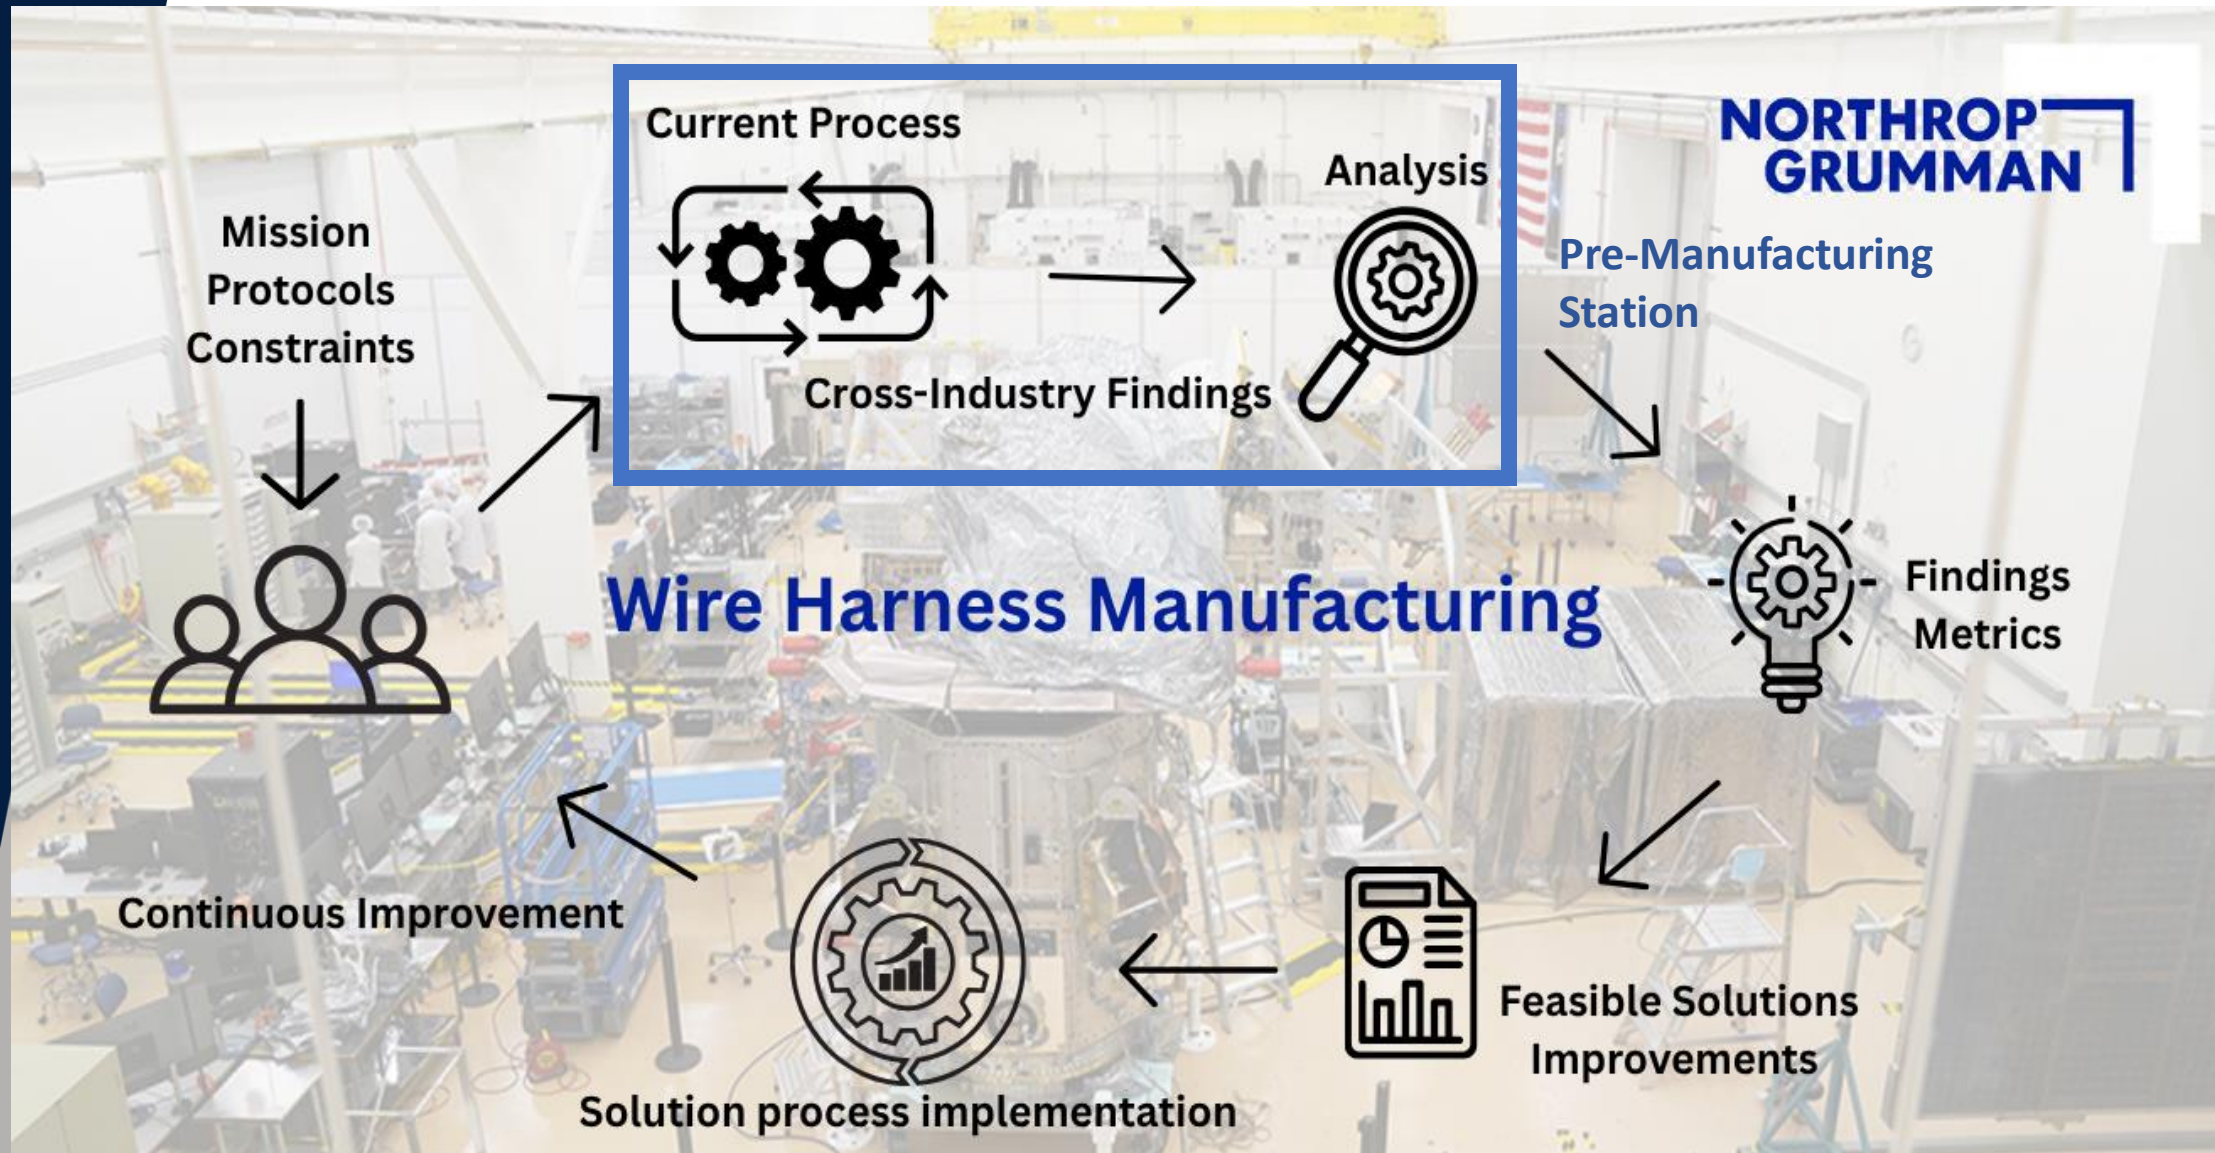 NORTHROP
GRUMMAN
Current Process
Analysis
Cross-Industry Findings
Pre-Manufacturing
Station
Mission
Protocols
Constraints
Wire Harness Manufacturing
Findings
Metrics
Feasible Solutions
Improvements
Solution process implementation
Continuous Improvement